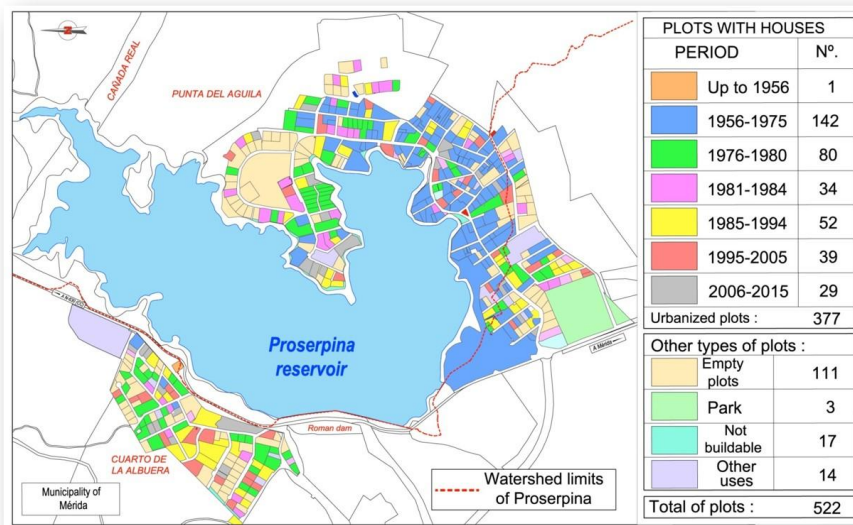 N
CAÑADA REAL
PUNTA DEL AGUILA
Proserpina
reservoir
A Mérida
Roman dam
CUARTO DE
LA ALBUERA
Municipality of
Mérida
Watershed limits
of Proserpina
PLOTS WITH HOUSES
PERIOD Nº.
Up to 1956 1
1956-1975 142
1976-1980 80
1981-1984 34
1985-1994 52
1995-2005 39
2006-2015 29
Urbanized plots : 377
Other types of plots :
Empty
plots 111
Park 3
Not
buildable 17
Other
uses 14
Total of plots : 522